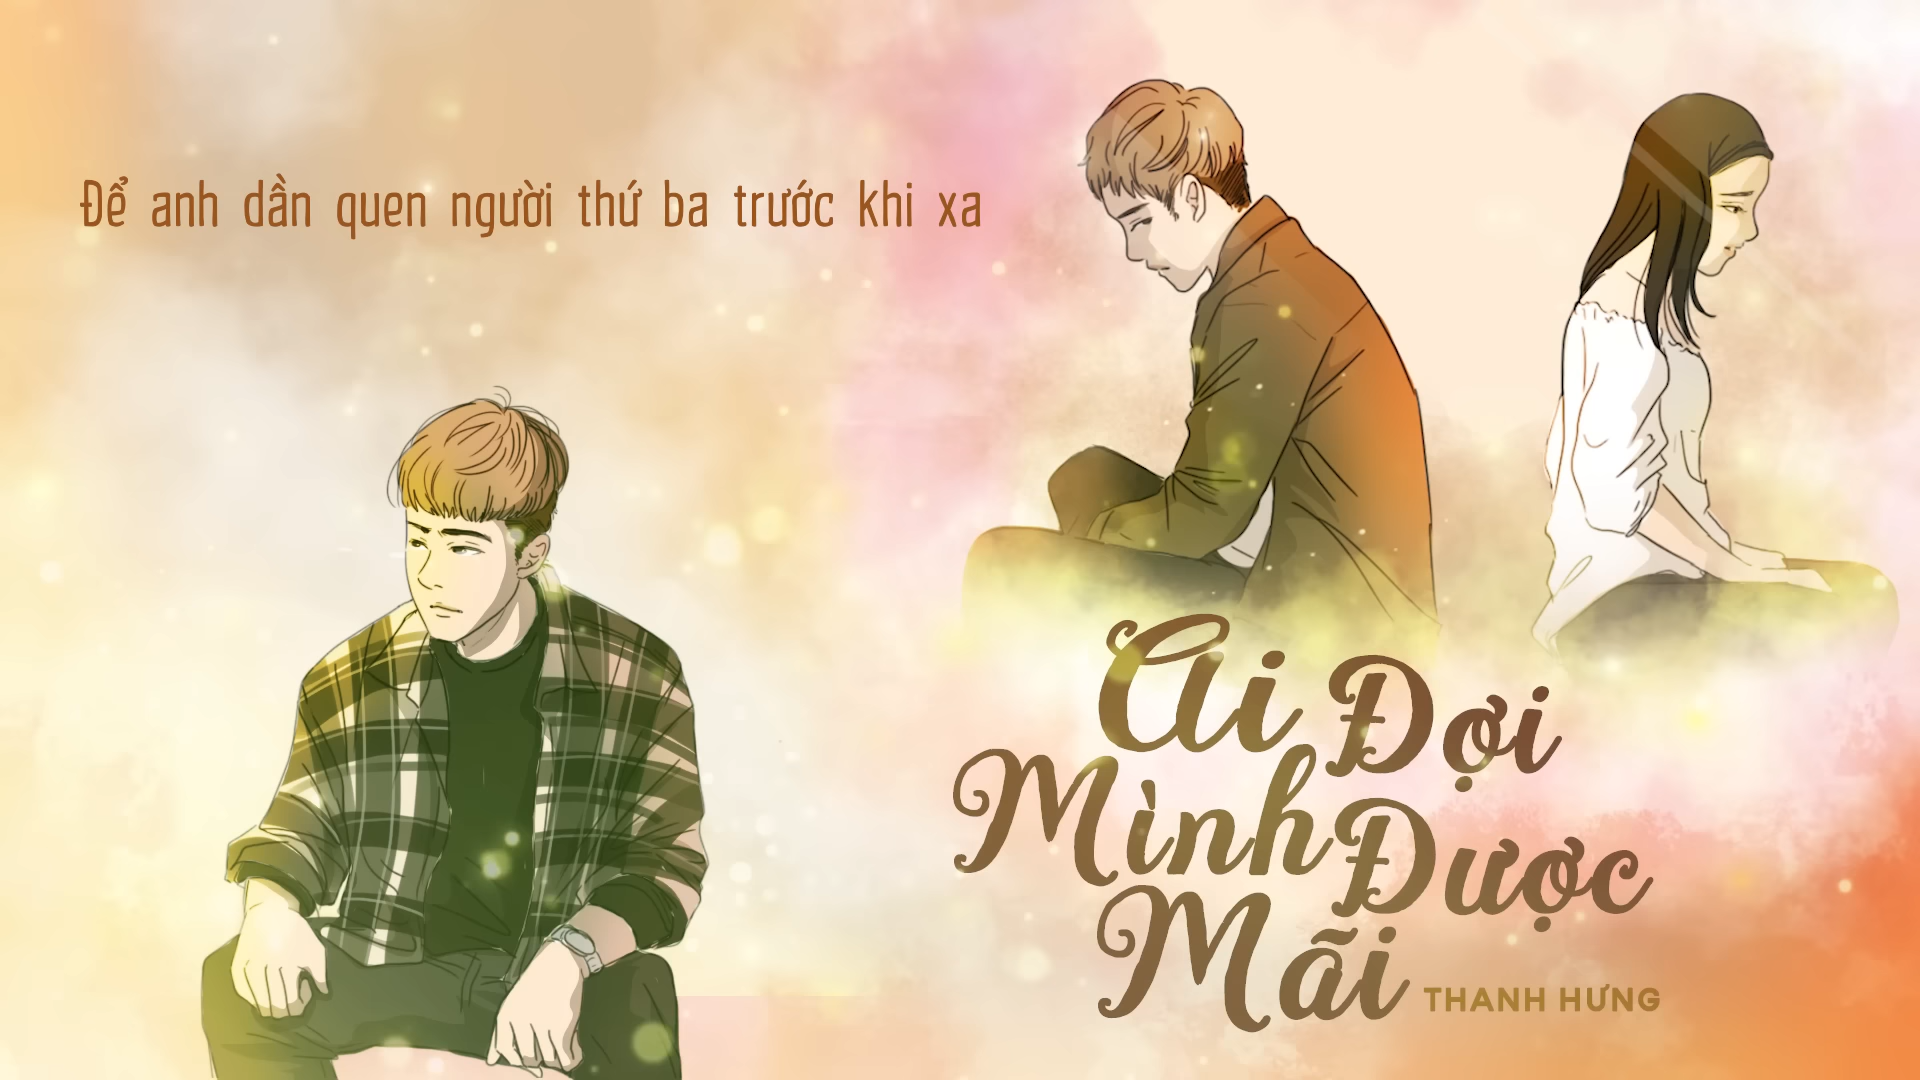 Để anh dần quen người thứ ba trước khi xa
Ai Đợi
Mình Được
Mãi
THANH HƯNG